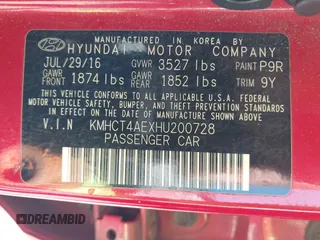 MANUFACTURED IN KOREA BY
HYUNDAI MOTOR COMPANY
JUL/29/16 GVWR 3527 lbs PAINT P9R
GAWR FRONT 1874 lbs GAWR REAR 1852 lbs TRIM 9Y
THIS VEHICLE CONFORMS TO ALL APPLICABLE
FEDERAL MOTOR VEHICLE SAFETY, BUMPER,
AND THEFT PREVENTION STANDARDS IN EFFECT
ON THE DATE OF MANUFACTURE SHOWN ABOVE.
V.I.N KMHCT4AEXHU200728
PASSENGER CAR
DREAMBID